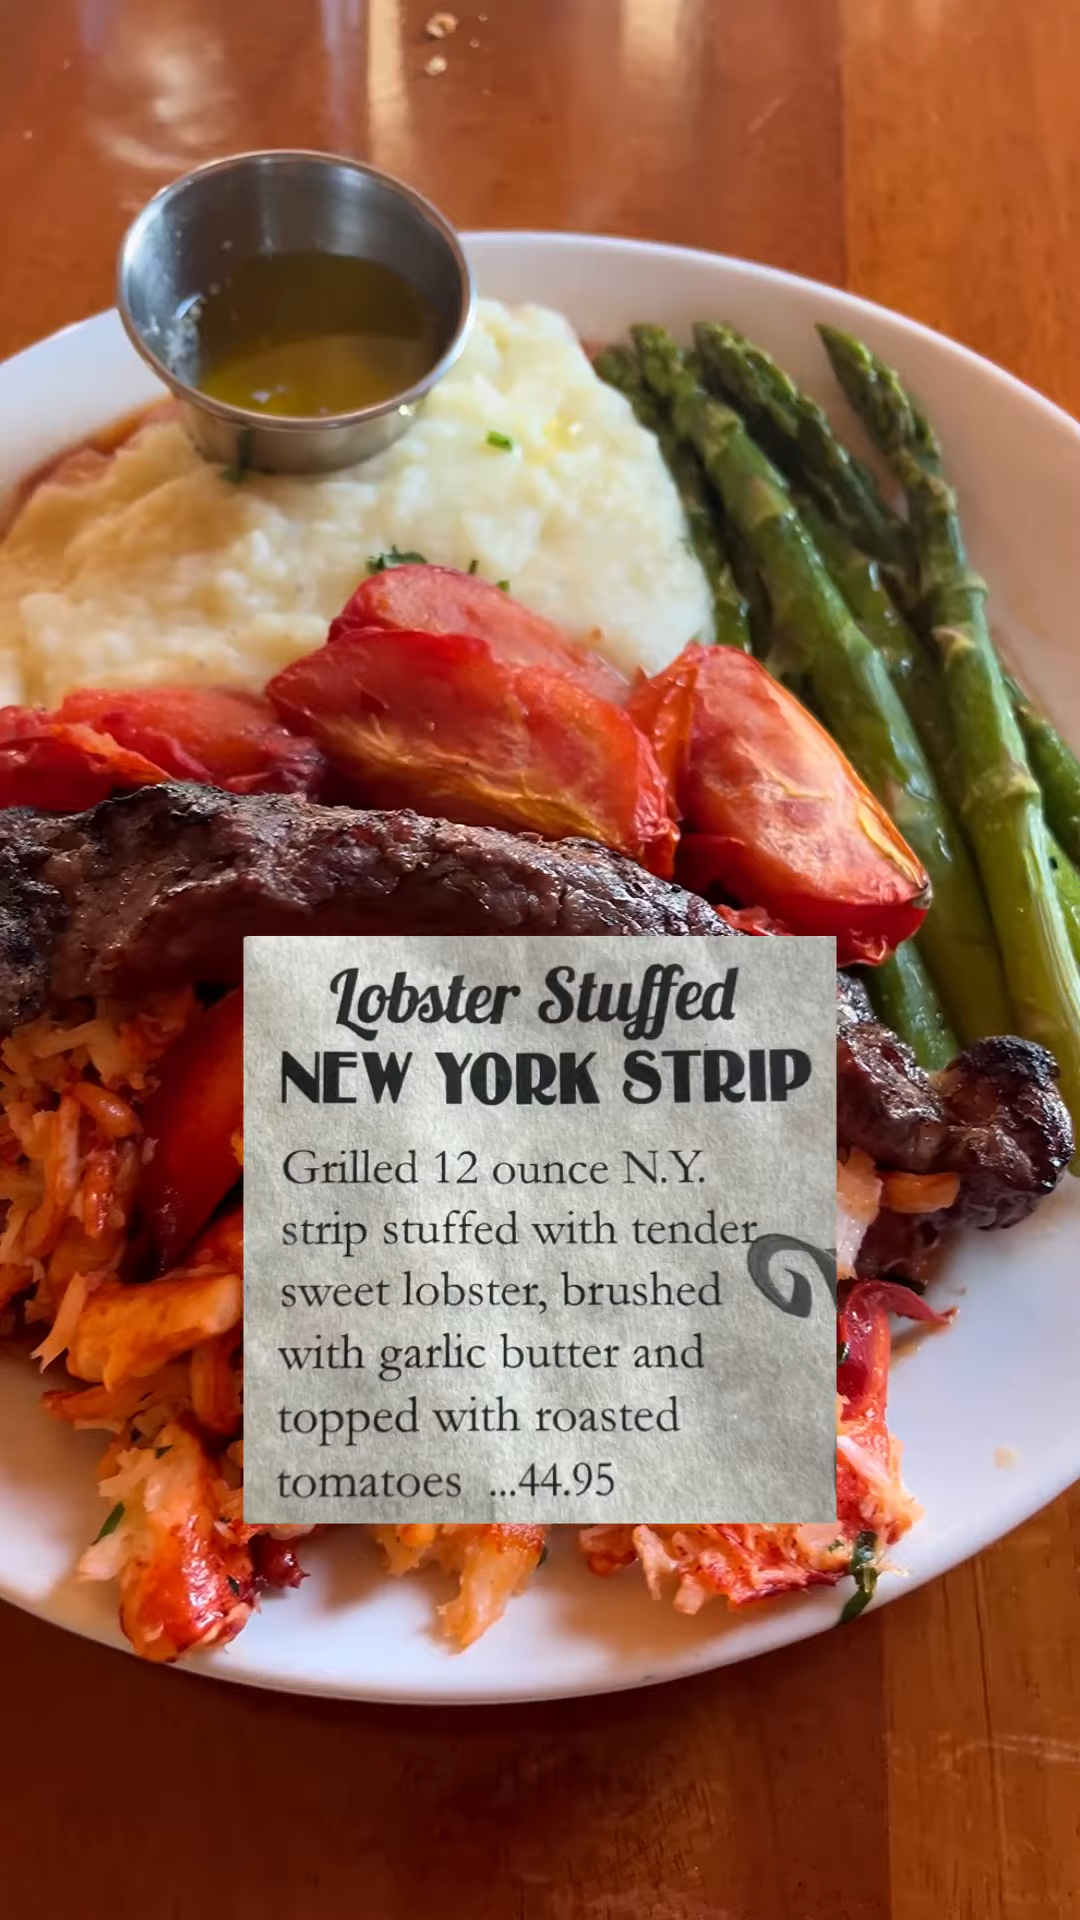 Lobster Stuffed
NEW YORK STRIP
Grilled 12 ounce N.Y.
strip stuffed with tender
sweet lobster, brushed
with garlic butter and
topped with roasted
tomatoes ...44.95